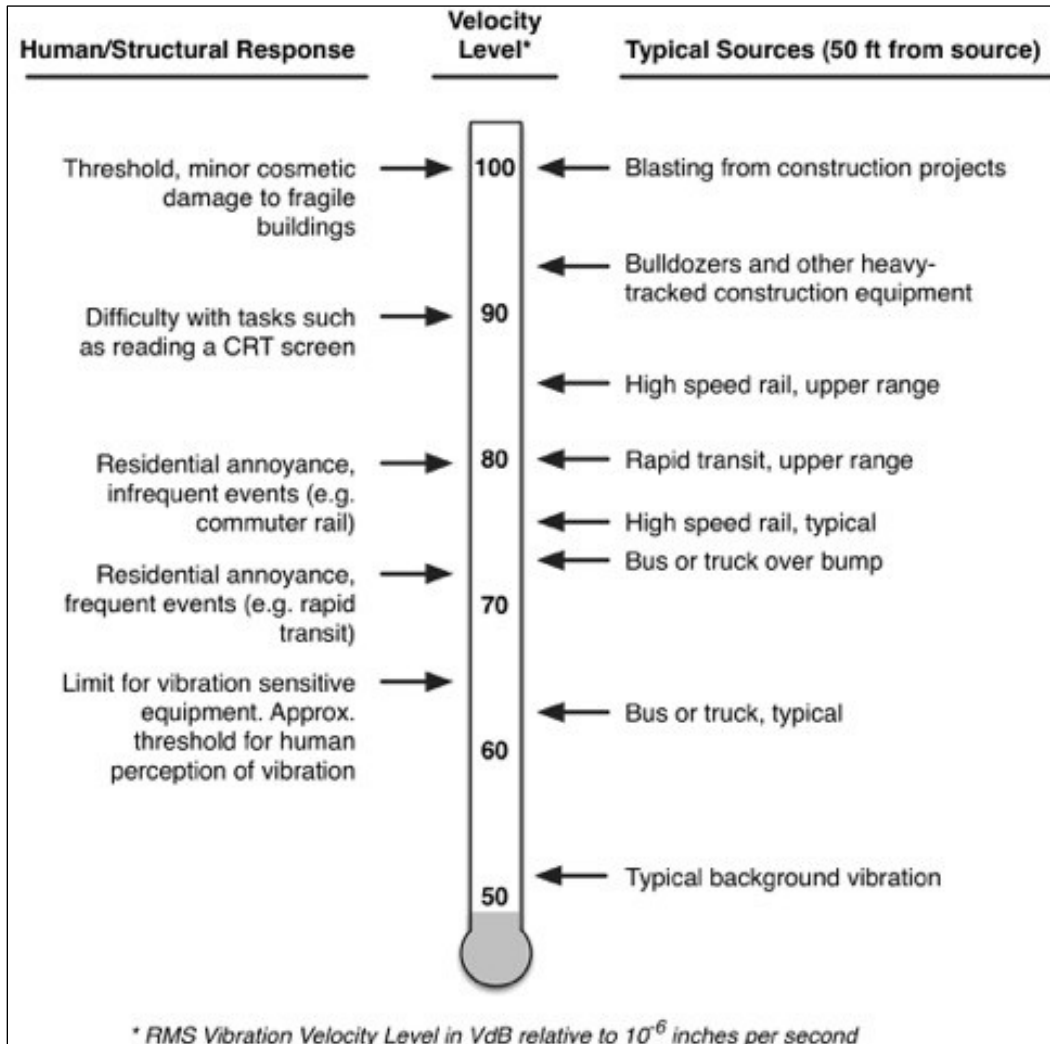 Human/Structural Response
Velocity
Level*
Typical Sources (50 ft from source)
Threshold, minor cosmetic
damage to fragile
buildings
100
Blasting from construction projects
Bulldozers and other heavy-
tracked construction equipment
Difficulty with tasks such
as reading a CRT screen
90
High speed rail, upper range
Residential annoyance,
infrequent events (e.g.
commuter rail)
80
Rapid transit, upper range
High speed rail, typical
Bus or truck over bump
Residential annoyance,
frequent events (e.g. rapid
transit)
70
Limit for vibration sensitive
equipment. Approx.
threshold for human
perception of vibration
Bus or truck, typical
60
Typical background vibration
50
* RMS Vibration Velocity Level in VdB relative to 10⁻⁶ inches per second